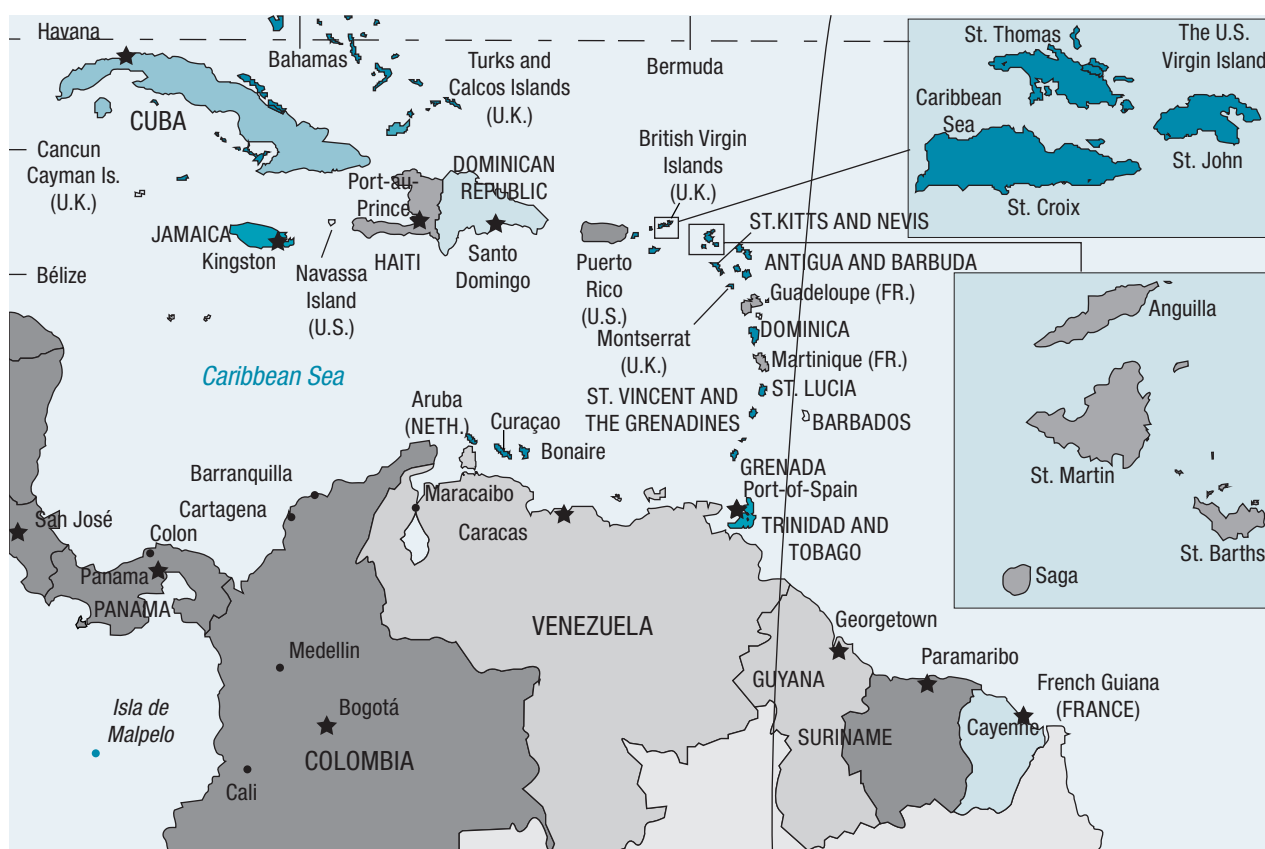 Havana
Bahamas
Turks and
Calcos Islands
(U.K.)
Bermuda
St. Thomas
The U.S.
Virgin Island
Caribbean
Sea
St. John
St. Croix
CUBA
Cancun
Cayman Is.
(U.K.)
British Virgin
Islands
(U.K.)
Port-au-
Prince
DOMINICAN
REPUBLIC
JAMAICA
Kingston
Navassa
Island
(U.S.)
HAITI
Santo
Domingo
Puerto
Rico
(U.S.)
ST.KITTS AND NEVIS
ANTIGUA AND BARBUDA
Guadeloupe (FR.)
Montserrat
(U.K.)
DOMINICA
Martinique (FR.)
ST. LUCIA
ST. VINCENT AND
THE GRENADINES
BARBADOS
Bélize
Caribbean Sea
Anguilla
St. Martin
St. Barths
Saga
Aruba
(NETH.)
Curaçao
Bonaire
GRENADA
Port-of-Spain
TRINIDAD AND
TOBAGO
Barranquilla
Cartagena
Maracaibo
Caracas
San José
Colon
Panama
PANAMA
VENEZUELA
Georgetown
GUYANA
Paramaribo
SURINAME
French Guiana
(FRANCE)
Cayenne
Medellin
Isla de
Malpelo
Bogotá
COLOMBIA
Cali